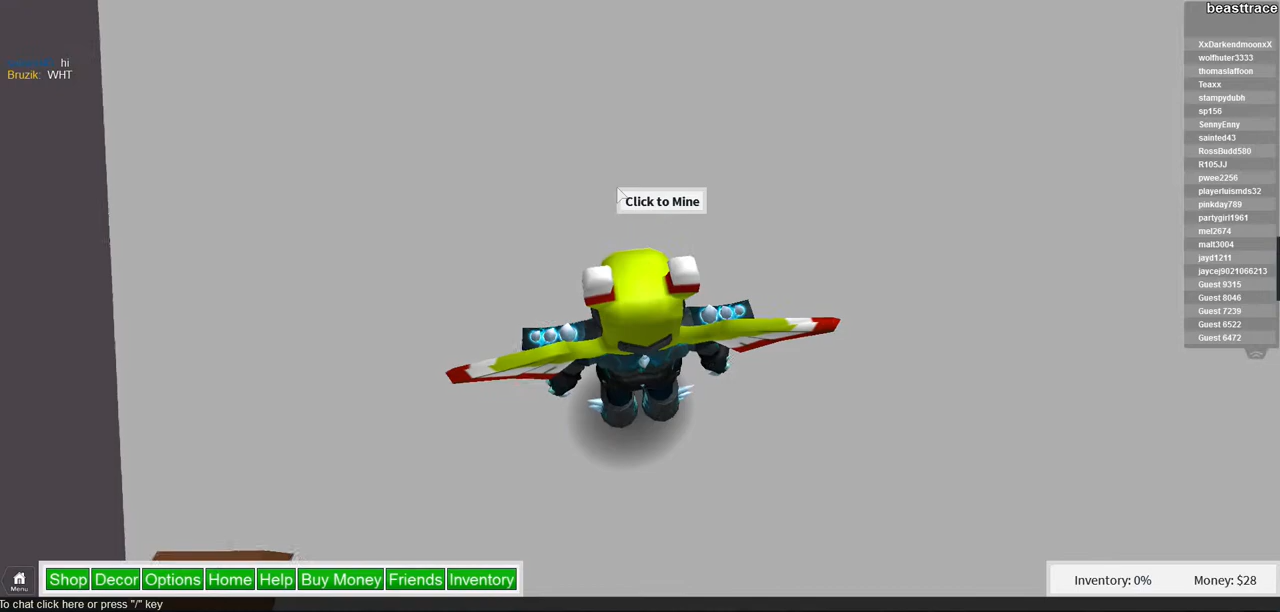 beasttrace
hi
Bruzik: WHT
XxDarkendmoonxX
wolfhuter3333
thomaslaffoon
Teaxx
stampydubh
sp156
SennyEnny
sainted43
RossBudd580
R105JJ
pwee2256
playerluismds32
pinkday789
partygirl1961
mel2674
malt3004
jayd1211
jaycej9021066213
Guest 9315
Guest 8046
Guest 7239
Guest 6522
Guest 6472
Click to Mine
Menu
Shop Decor Options Home Help Buy Money Friends Inventory
Inventory: 0% Money: $28
To chat click here or press "/" key